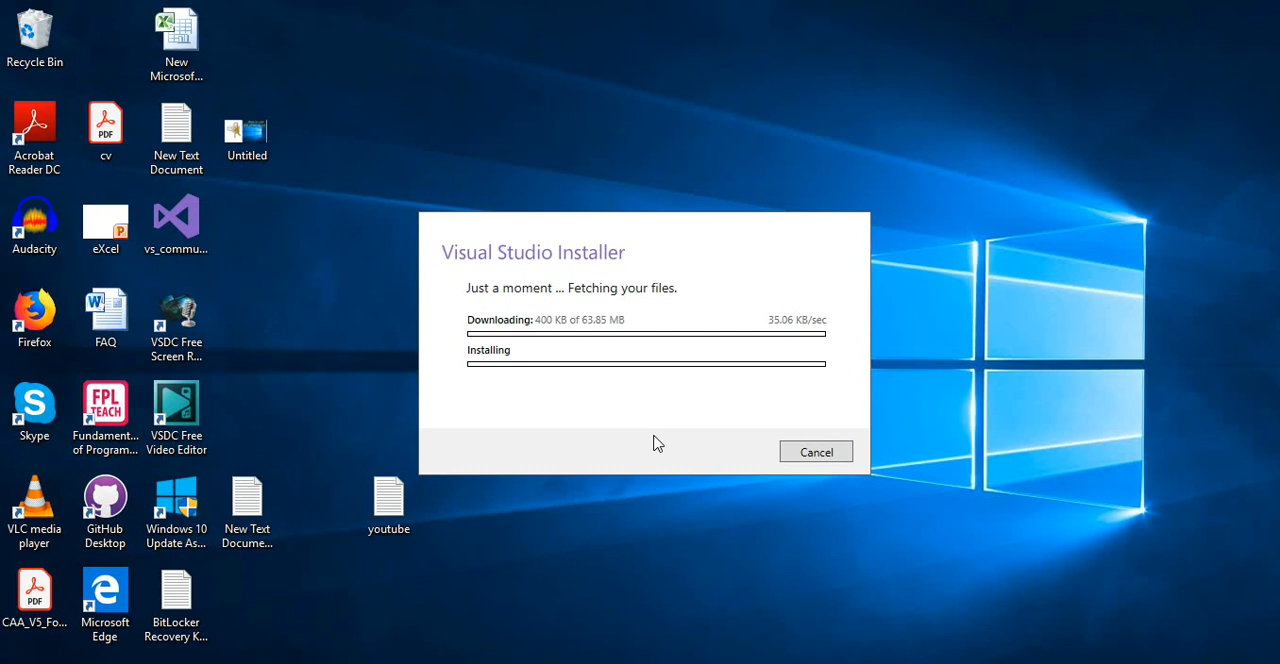 Recycle Bin
New
Microsof...
Acrobat
Reader DC
PDF
cv
New Text
Document
Untitled
Audacity
eXcel
vs_commu...
Firefox
FAQ
VSDC Free
Screen R...
Skype
FPL
TEACH
Fundament...
of Program...
VSDC Free
Video Editor
VLC media
player
GitHub
Desktop
Windows 10
Update As...
New Text
Docume...
youtube
PDF
CAA_V5_Fo...
Microsoft
Edge
BitLocker
Recovery K...
Visual Studio Installer
Just a moment ... Fetching your files.
Downloading: 400 KB of 63.85 MB 35.06 KB/sec
Installing
Cancel